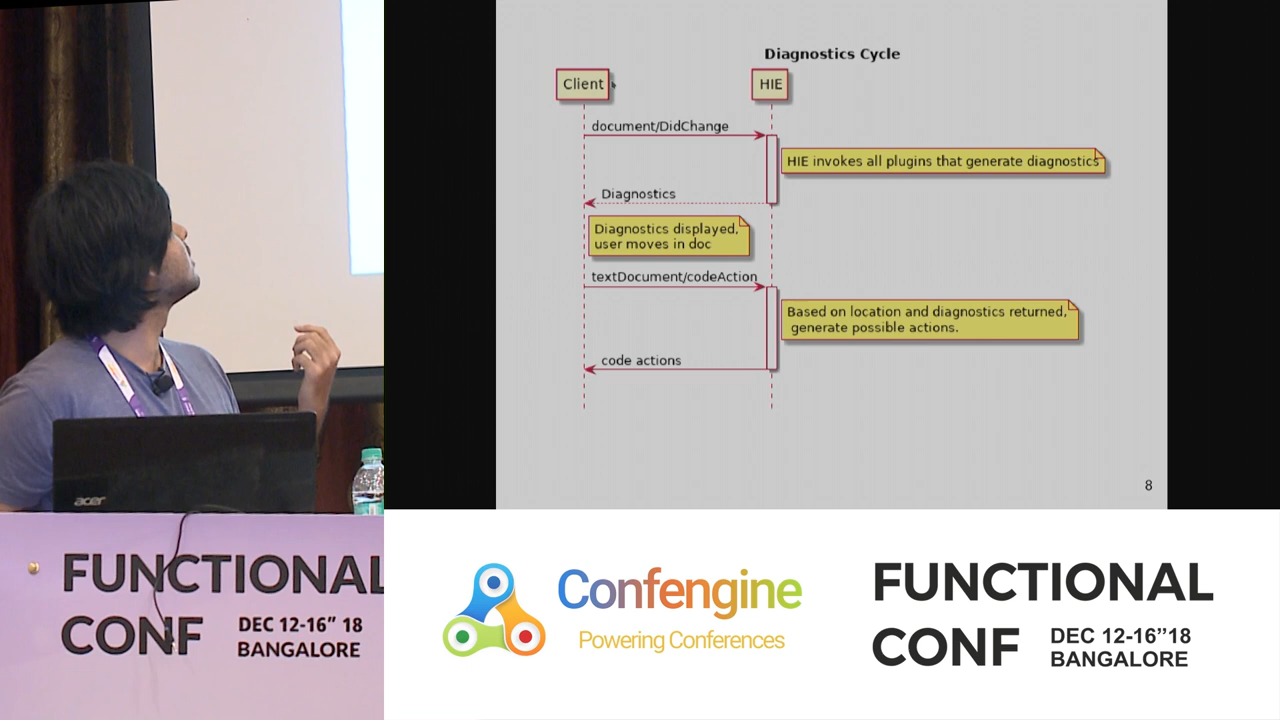 Diagnostics Cycle
Client
HIE
document/DidChange
HIE invokes all plugins that generate diagnostics
Diagnostics
Diagnostics displayed,
user moves in doc
textDocument/codeAction
Based on location and diagnostics returned,
generate possible actions.
code actions
8
acer
FUNCTIONAL
CONF
DEC 12-16” 18
BANGALORE
Confengine
Powering Conferences
FUNCTIONAL
CONF
DEC 12-16”18
BANGALORE